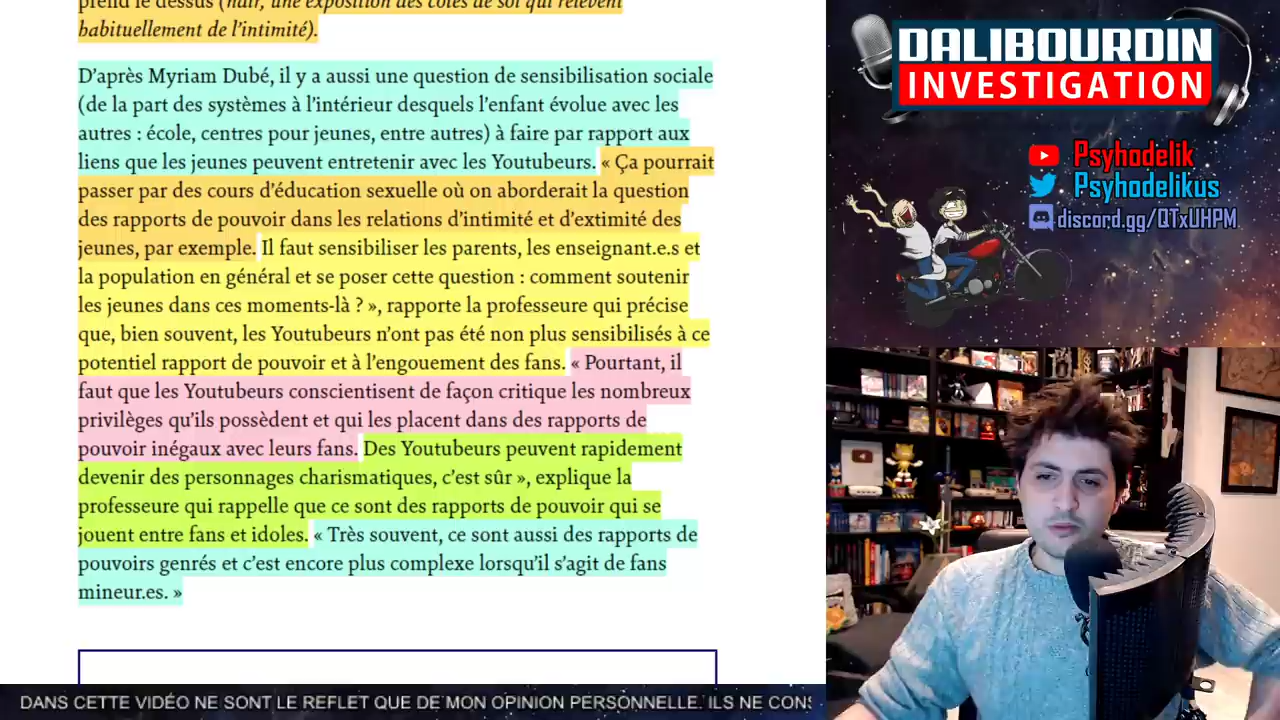 prend le dessus (ndlr, une exposition des côtés de soi qui relèvent
habituellement de l'intimité).
D'après Myriam Dubé, il y a aussi une question de sensibilisation sociale
(de la part des systèmes à l'intérieur desquels l'enfant évolue avec les
autres : école, centres pour jeunes, entre autres) à faire par rapport aux
liens que les jeunes peuvent entretenir avec les Youtubeurs. « Ça pourrait
passer par des cours d'éducation sexuelle où on aborderait la question
des rapports de pouvoir dans les relations d'intimité et d'extimité des
jeunes, par exemple. Il faut sensibiliser les parents, les enseignant.e.s et
la population en général et se poser cette question : comment soutenir
les jeunes dans ces moments-là ? », rapporte la professeure qui précise
que, bien souvent, les Youtubeurs n'ont pas été non plus sensibilisés à ce
potentiel rapport de pouvoir et à l'engouement des fans. « Pourtant, il
faut que les Youtubeurs conscientisent de façon critique les nombreux
privilèges qu'ils possèdent et qui les placent dans des rapports de
pouvoir inégaux avec leurs fans. Des Youtubeurs peuvent rapidement
devenir des personnages charismatiques, c'est sûr », explique la
professeure qui rappelle que ce sont des rapports de pouvoir qui se
jouent entre fans et idoles. « Très souvent, ce sont aussi des rapports de
pouvoirs genrés et c'est encore plus complexe lorsqu'il s'agit de fans
mineur.es. »
DALIBOURDIN
INVESTIGATION
Psyhodelik
Psyhodelikus
discord.gg/QTxUHPM
DANS CETTE VIDÉO NE SONT LE REFLET QUE DE MON OPINION PERSONNELLE. ILS NE CONS